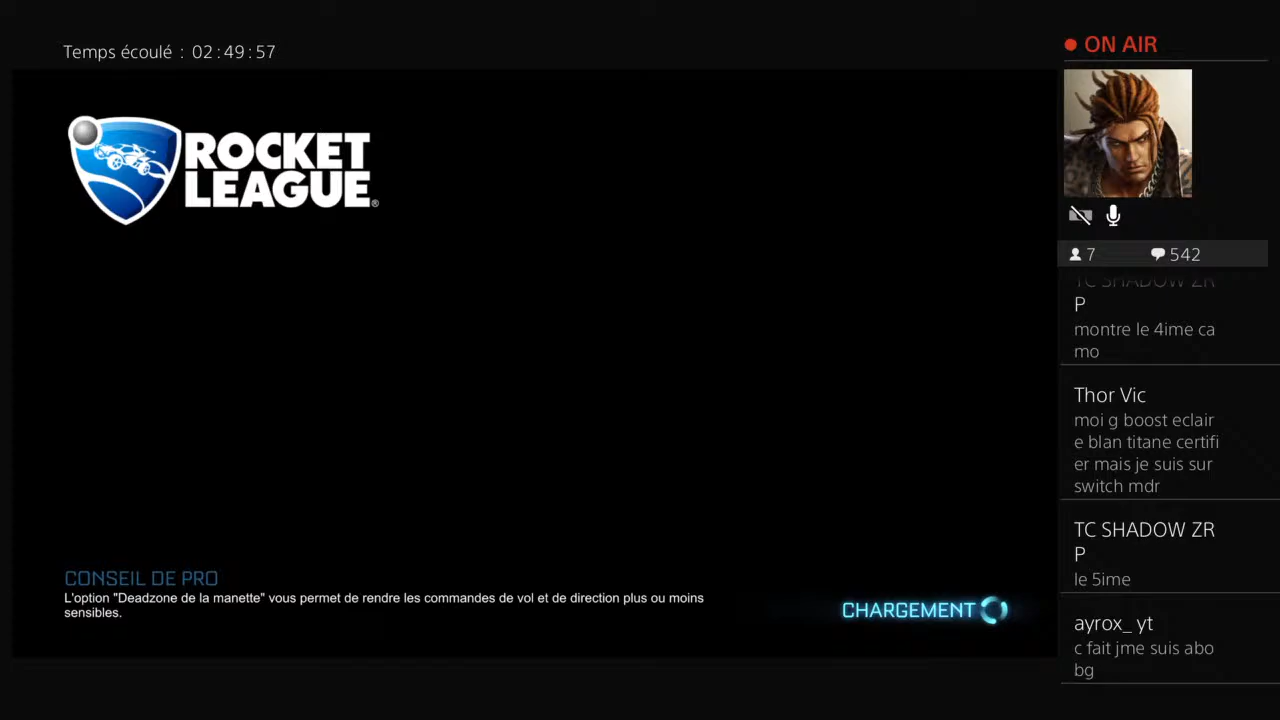 Temps écoulé : 02:49:57
ON AIR
ROCKET
LEAGUE®
7 542
TC SHADOW ZR
P
montre le 4ime ca
mo
Thor Vic
moi g boost eclair
e blan titane certifi
er mais je suis sur
switch mdr
TC SHADOW ZR
P
le 5ime
ayrox_ yt
c fait jme suis abo
bg
CONSEIL DE PRO
L'option "Deadzone de la manette" vous permet de rendre les commandes de vol et de direction plus ou moins
sensibles.
CHARGEMENT